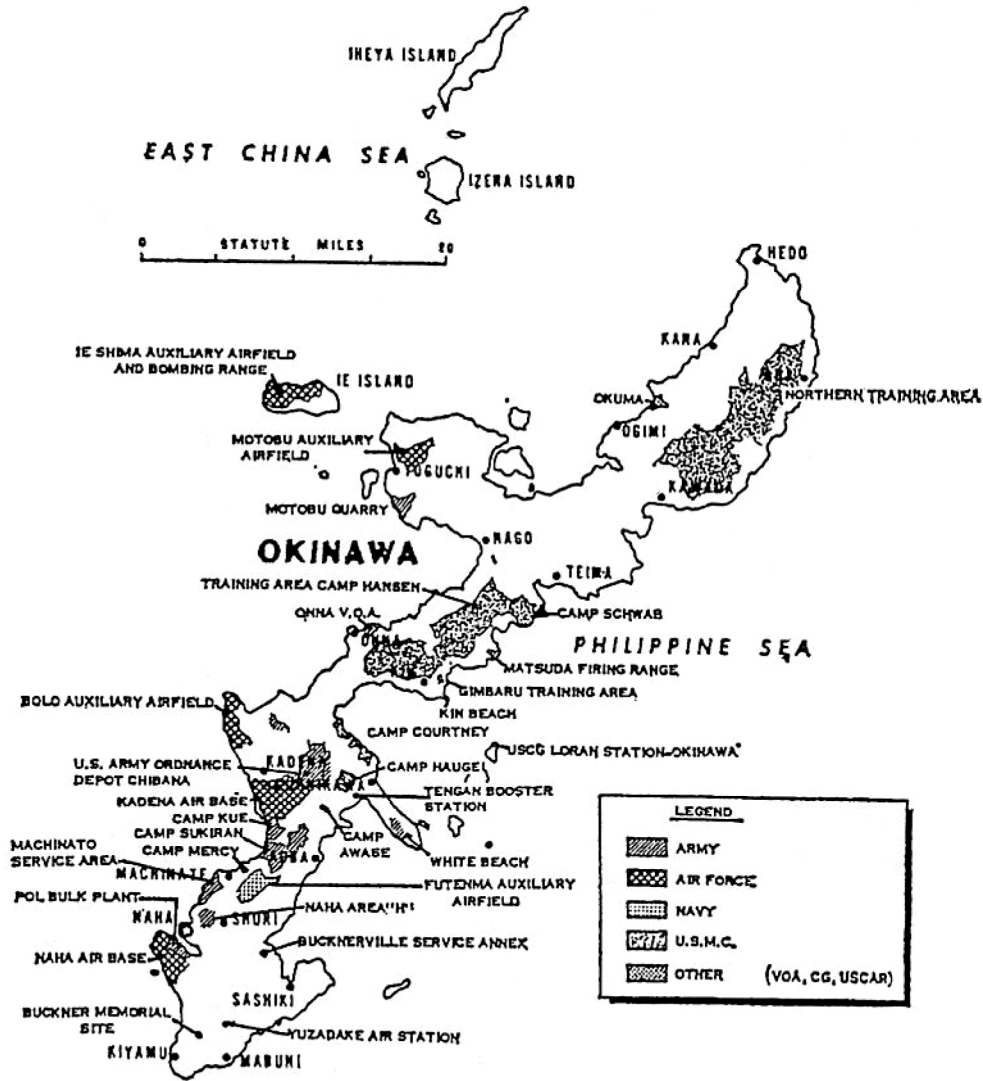 IHEYA ISLAND
EAST CHINA SEA
IZENA ISLAND
0 STATUTE MILES 20
HEDO
KANA
IE SHIMA AUXILIARY AIRFIELD
AND BOMBING RANGE
IE ISLAND
NORTHERN TRAINING AREA
OKUMA
OGIMI
MOTOBU AUXILIARY
AIRFIELD
TOGUCHI
KAWADA
MOTOBU QUARRY
NAGO
OKINAWA
TEIMA
TRAINING AREA CAMP HANSEN
CAMP SCHWAB
ONNA V.O.A.
ONNA
PHILIPPINE SEA
MATSUDA FIRING RANGE
KIN
GIMBARU TRAINING AREA
KIN BEACH
BOLO AUXILIARY AIRFIELD
CAMP COURTNEY
USCG LORAN STATION-OKINAWA
KADENA
U.S. ARMY ORDNANCE
DEPOT CHIBANA
CAMP HAUGE
KADENA AIR BASE
TENGAN BOOSTER
STATION
CAMP KUE
CAMP SUKIRAN
CAMP
AWASE
CAMP MERCY
MACHINATO
SERVICE AREA
WHITE BEACH
MACHINATE
FUTENMA AUXILIARY
AIRFIELD
POL BULK PLANT
NAHA
NAHA AREA "H"
SHURI
NAHA AIR BASE
BUCKNERVILLE SERVICE ANNEX
SASHIKI
BUCKNER MEMORIAL
SITE
YUZADAKE AIR STATION
KIYAMU
MABUNI
LEGEND
ARMY
AIR FORCE
NAVY
U.S.M.C.
OTHER (VOA, CG, USCAR)